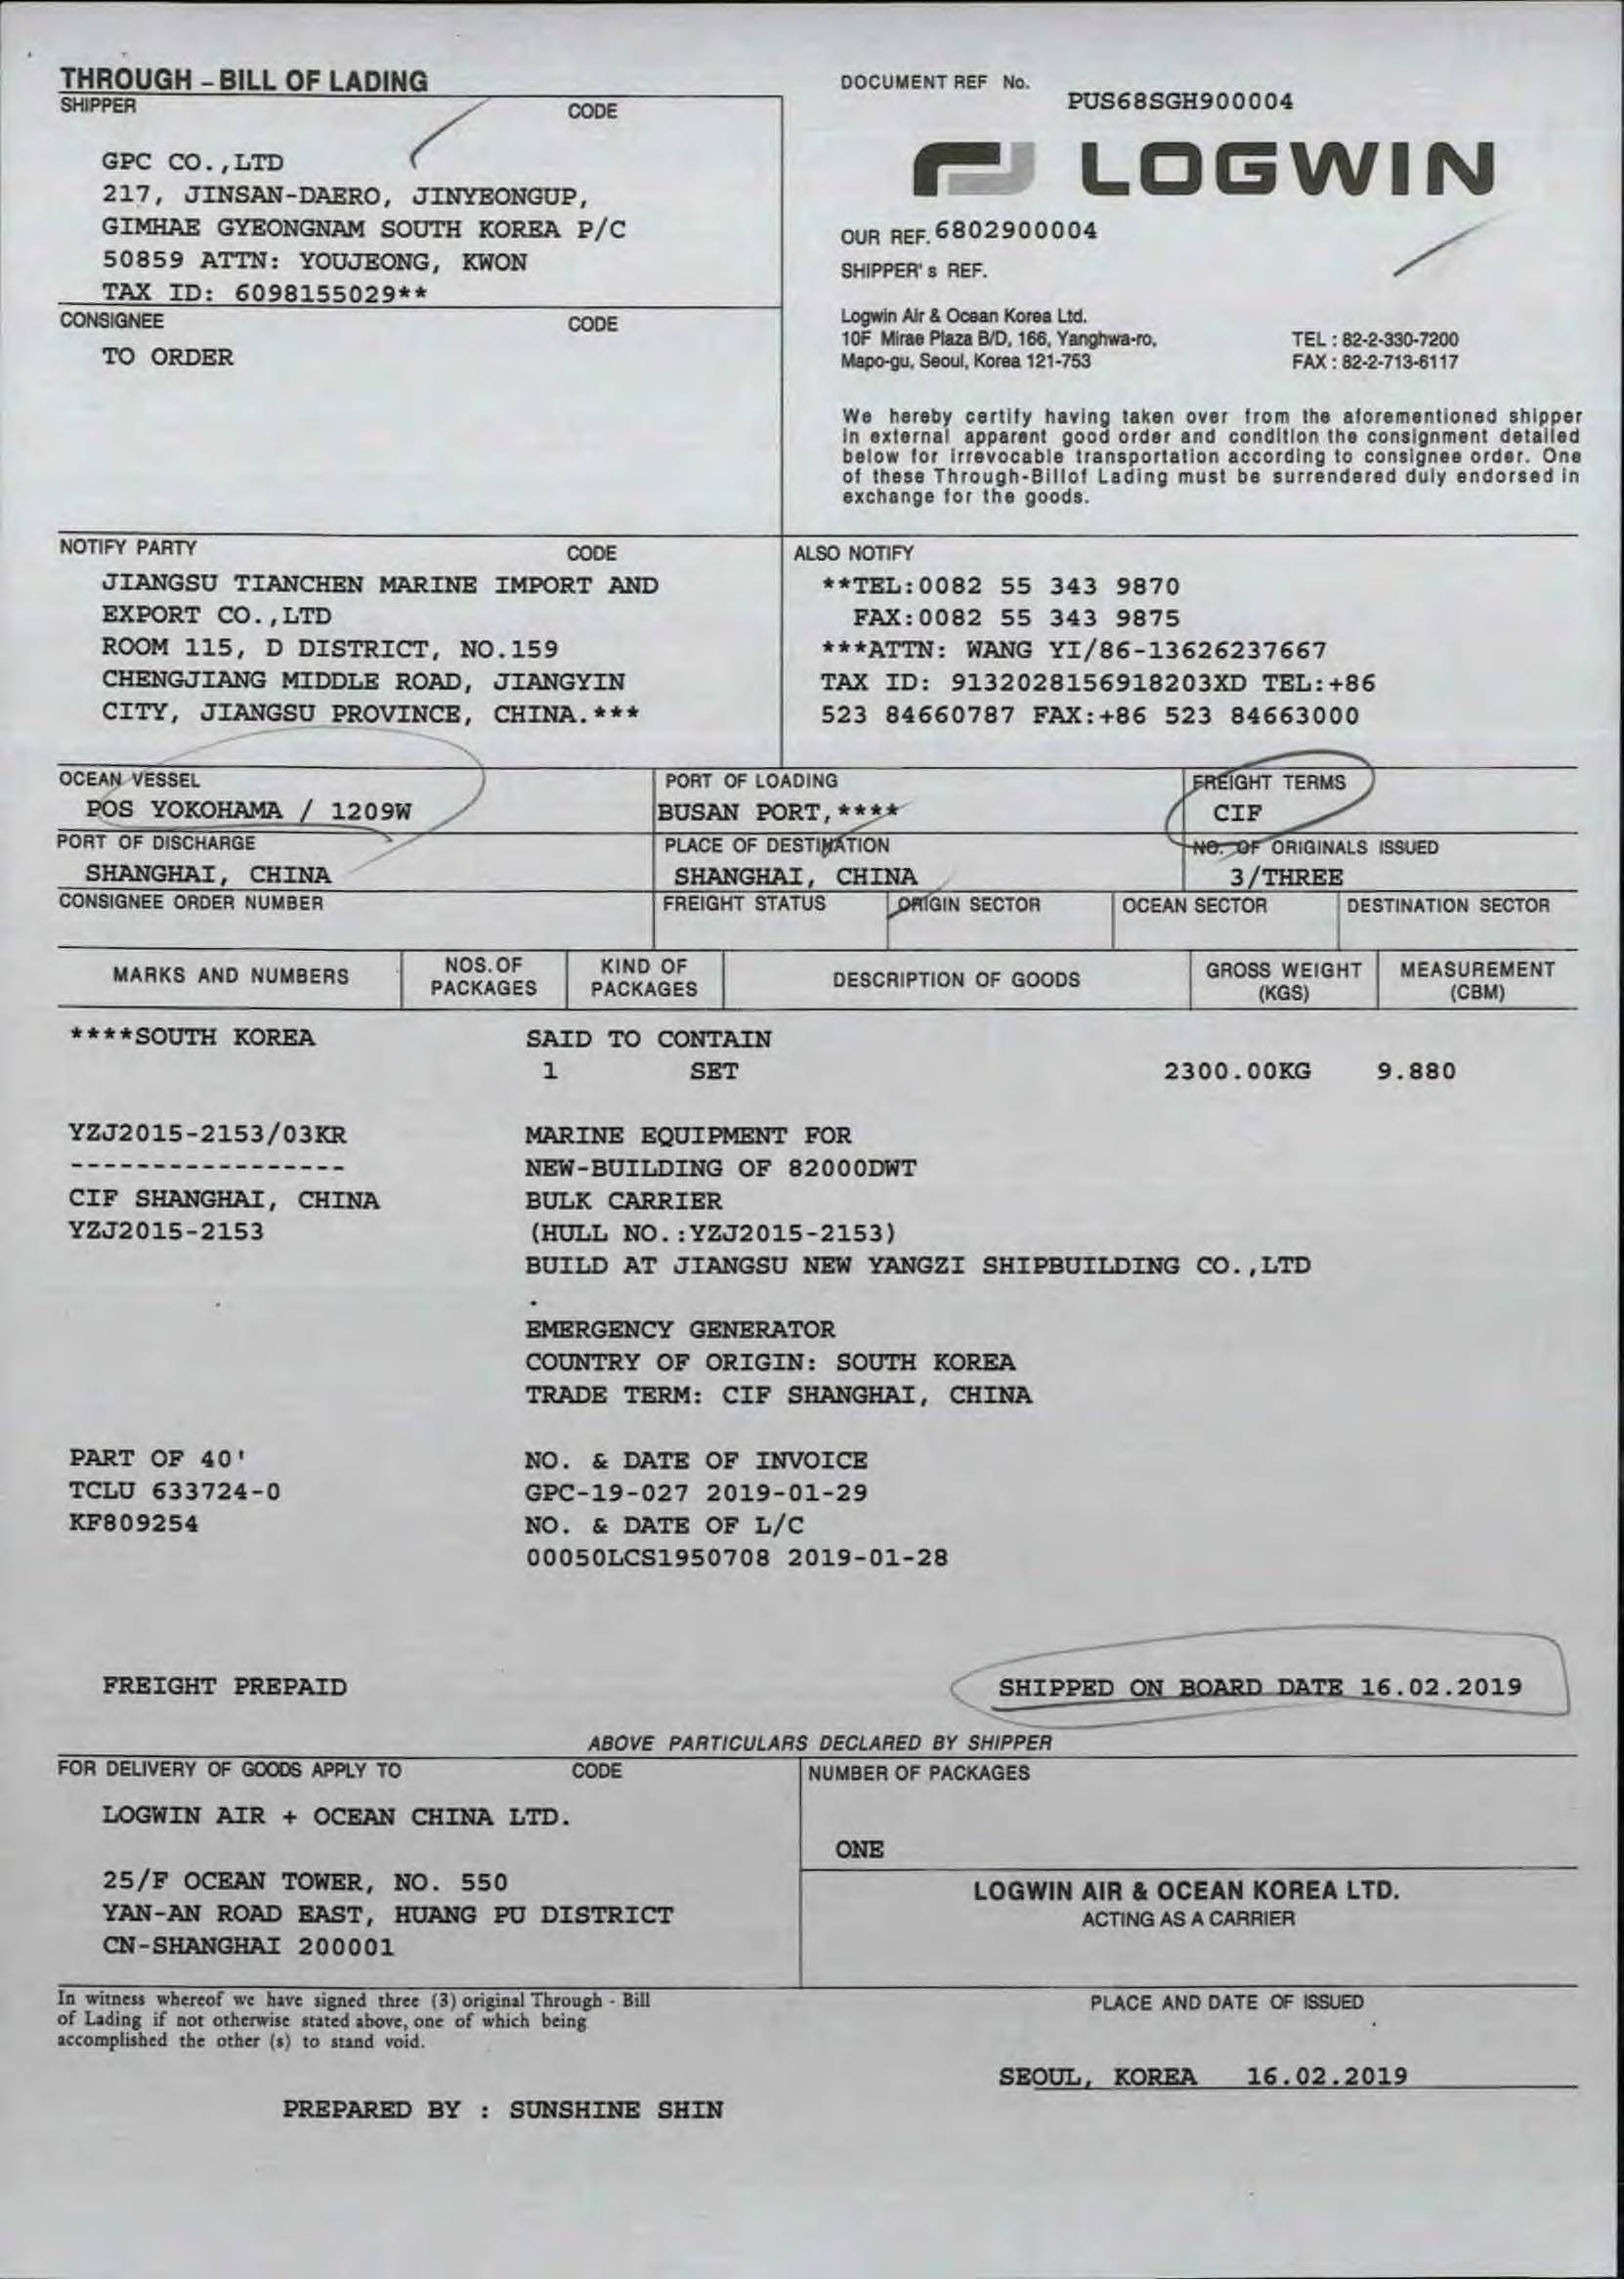 THROUGH - BILL OF LADING
DOCUMENT REF No.
PUS68SGH900004
SHIPPER CODE
GPC CO.,LTD
217, JINSAN-DAERO, JINYEONGUP,
GIMHAE GYEONGNAM SOUTH KOREA P/C
50859 ATTN: YOUJEONG, KWON
TAX ID: 6098155029**
LOGWIN
OUR REF. 6802900004
SHIPPER's REF.
CONSIGNEE CODE
TO ORDER
Logwin Air & Ocean Korea Ltd.
10F Mirae Plaza B/D, 166, Yanghwa-ro,
Mapo-gu, Seoul, Korea 121-753
TEL : 82-2-330-7200
FAX : 82-2-713-6117
We hereby certify having taken over from the aforementioned shipper
in external apparent good order and condition the consignment detailed
below for irrevocable transportation according to consignee order. One
of these Through-Billof Lading must be surrendered duly endorsed in
exchange for the goods.
NOTIFY PARTY CODE
JIANGSU TIANCHEN MARINE IMPORT AND
EXPORT CO.,LTD
ROOM 115, D DISTRICT, NO.159
CHENGJIANG MIDDLE ROAD, JIANGYIN
CITY, JIANGSU PROVINCE, CHINA.***
ALSO NOTIFY
**TEL:0082 55 343 9870
FAX:0082 55 343 9875
***ATTN: WANG YI/86-13626237667
TAX ID: 9132028156918203XD TEL:+86
523 84660787 FAX:+86 523 84663000
OCEAN VESSEL PORT OF LOADING FREIGHT TERMS
POS YOKOHAMA / 1209W BUSAN PORT,**** CIF
PORT OF DISCHARGE PLACE OF DESTINATION NO. OF ORIGINALS ISSUED
SHANGHAI, CHINA SHANGHAI, CHINA 3/THREE
CONSIGNEE ORDER NUMBER FREIGHT STATUS ORIGIN SECTOR OCEAN SECTOR DESTINATION SECTOR
MARKS AND NUMBERS NOS.OF PACKAGES KIND OF PACKAGES DESCRIPTION OF GOODS GROSS WEIGHT (KGS) MEASUREMENT (CBM)
****SOUTH KOREA SAID TO CONTAIN
1 SET 2300.00KG 9.880
YZJ2015-2153/03KR MARINE EQUIPMENT FOR
----------------- NEW-BUILDING OF 82000DWT
CIF SHANGHAI, CHINA BULK CARRIER
YZJ2015-2153 (HULL NO.:YZJ2015-2153)
BUILD AT JIANGSU NEW YANGZI SHIPBUILDING CO.,LTD
.
EMERGENCY GENERATOR
COUNTRY OF ORIGIN: SOUTH KOREA
TRADE TERM: CIF SHANGHAI, CHINA
PART OF 40' NO. & DATE OF INVOICE
TCLU 633724-0 GPC-19-027 2019-01-29
KF809254 NO. & DATE OF L/C
00050LCS1950708 2019-01-28
FREIGHT PREPAID SHIPPED ON BOARD DATE 16.02.2019
ABOVE PARTICULARS DECLARED BY SHIPPER
FOR DELIVERY OF GOODS APPLY TO CODE
LOGWIN AIR + OCEAN CHINA LTD.
25/F OCEAN TOWER, NO. 550
YAN-AN ROAD EAST, HUANG PU DISTRICT
CN-SHANGHAI 200001
NUMBER OF PACKAGES
ONE
LOGWIN AIR & OCEAN KOREA LTD.
ACTING AS A CARRIER
In witness whereof we have signed three (3) original Through - Bill
of Lading if not otherwise stated above, one of which being
accomplished the other (s) to stand void.
PLACE AND DATE OF ISSUED
SEOUL, KOREA 16.02.2019
PREPARED BY : SUNSHINE SHIN